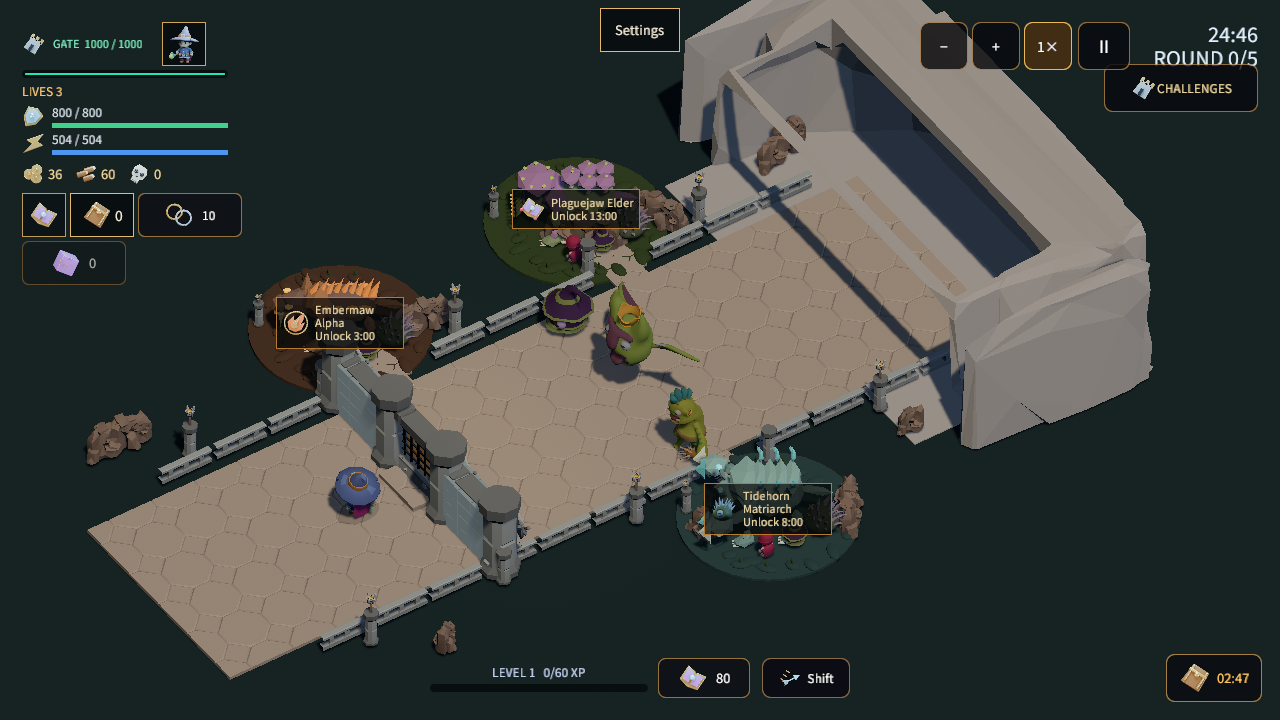 GATE 1000 / 1000
Settings
−
+
1×
24:46
ROUND 0/5
CHALLENGES
LIVES 3
800 / 800
504 / 504
36
60
0
0
10
0
Plaguejaw Elder
Unlock 13:00
Embermaw
Alpha
Unlock 3:00
Tidehorn
Matriarch
Unlock 8:00
LEVEL 1 0/60 XP
80
Shift
02:47